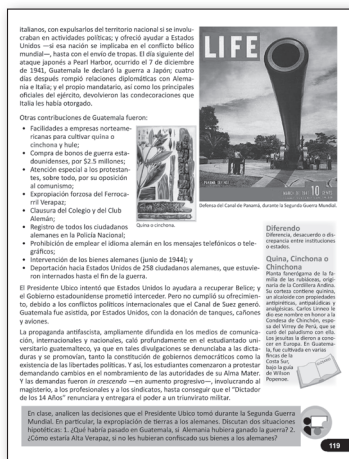 italianos, con expulsarlos del territorio nacional si se involu-
craban en actividades políticas; y ofreció ayudar a Estados
Unidos —si esa nación se implicaba en el conflicto bélico
mundial—, hasta con el envío de tropas. El día siguiente del
ataque japonés a Pearl Harbor, ocurrido el 7 de diciembre
de 1941, Guatemala le declaró la guerra a Japón; cuatro
días después rompió relaciones diplomáticas con Alema-
nia e Italia; y el propio mandatario, así como los principales
oficiales del ejército, devolvieron las condecoraciones que
Italia les había otorgado.
Otras contribuciones de Guatemala fueron:
• Facilidades a empresas norteame-
ricanas para cultivar quina o
cinchona y hule;
• Compra de bonos de guerra esta-
dounidenses, por $2.5 millones;
• Atención especial a los protestan-
tes, sobre todo, por su oposición
al comunismo;
• Expropiación forzosa del Ferroca-
rril Verapaz;
• Clausura del Colegio y del Club
Alemán;
• Registro de todos los ciudadanos
alemanes en la Policía Nacional;
• Prohibición de emplear el idioma alemán en los mensajes telefónicos o tele-
gráficos;
• Intervención de los bienes alemanes (junio de 1944); y
• Deportación hacia Estados Unidos de 258 ciudadanos alemanes, que estuvie-
ron internados hasta el fin de la guerra.
El Presidente Ubico intentó que Estados Unidos lo ayudara a recuperar Belice; y
el Gobierno estadounidense prometió interceder. Pero no cumplió su ofrecimien-
to, debido a los conflictos políticos internacionales que el Canal de Suez generó.
Guatemala fue asistida, por Estados Unidos, con la donación de tanques, cañones
y aviones.
La propaganda antifascista, ampliamente difundida en los medios de comunica-
ción, internacionales y nacionales, caló profundamente en el estudiantado uni-
versitario guatemalteco, ya que en tales divulgaciones se denunciaba a las dicta-
duras y se promovían, tanto la constitución de gobiernos democráticos como la
existencia de las libertades políticas. Y así, los estudiantes comenzaron a protestar
demandando cambios en el nombramiento de las autoridades de su Alma Mater.
Y las demandas fueron in crescendo —en aumento progresivo—, involucrando al
magisterio, a los profesionales y a los sindicatos, hasta conseguir que el "Dictador
de los 14 Años" renunciara y entregara el poder a un triunvirato militar.
LIFE
10 CENTS
Defensa del Canal de Panamá, durante la Segunda Guerra Mundial.
Quina o cinchona.
Diferendo
Diferencia, desacuerdo o dis-
crepancia entre instituciones
o estados.
Quina, Cinchona o
Chinchona
Planta fanerógama de la fa-
milia de las rubiáceas, origi-
naria de la Cordillera Andina.
Su corteza contiene quinina,
un alcaloide con propiedades
antipiréticas, antipalúdicas y
analgésicas. Carlos Linneo le
dio ese nombre en honor a la
Condesa de Chinchón, espo-
sa del Virrey de Perú, que se
curó del paludismo con ella.
Los jesuitas la dieron a cono-
cer en Europa. En Guatema-
la, fue cultivada en varias
fincas de la
Costa Sur,
bajo la guía
de Wilson
Popenoe.
En clase, analicen las decisiones que el Presidente Ubico tomó durante la Segunda Guerra
Mundial. En particular, la expropiación de tierras a los alemanes. Discutan dos situaciones
hipotéticas: 1. ¿Qué habría pasado en Guatemala, si Alemania hubiera ganado la guerra? 2.
¿Cómo estaría Alta Verapaz, si no les hubieran confiscado sus bienes a los alemanes?
119